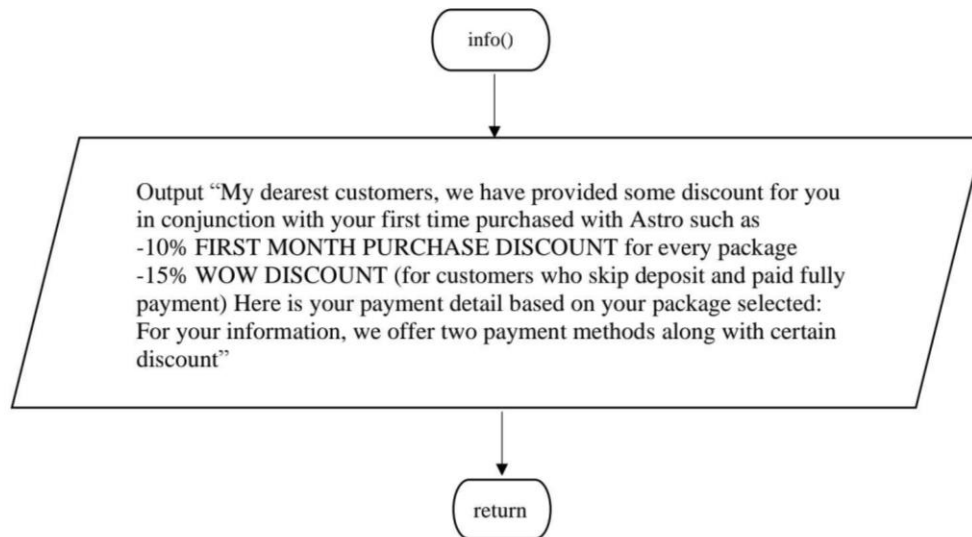 info()
Output “My dearest customers, we have provided some discount for you
in conjunction with your first time purchased with Astro such as
-10% FIRST MONTH PURCHASE DISCOUNT for every package
-15% WOW DISCOUNT (for customers who skip deposit and paid fully
payment) Here is your payment detail based on your package selected:
For your information, we offer two payment methods along with certain
discount”
return